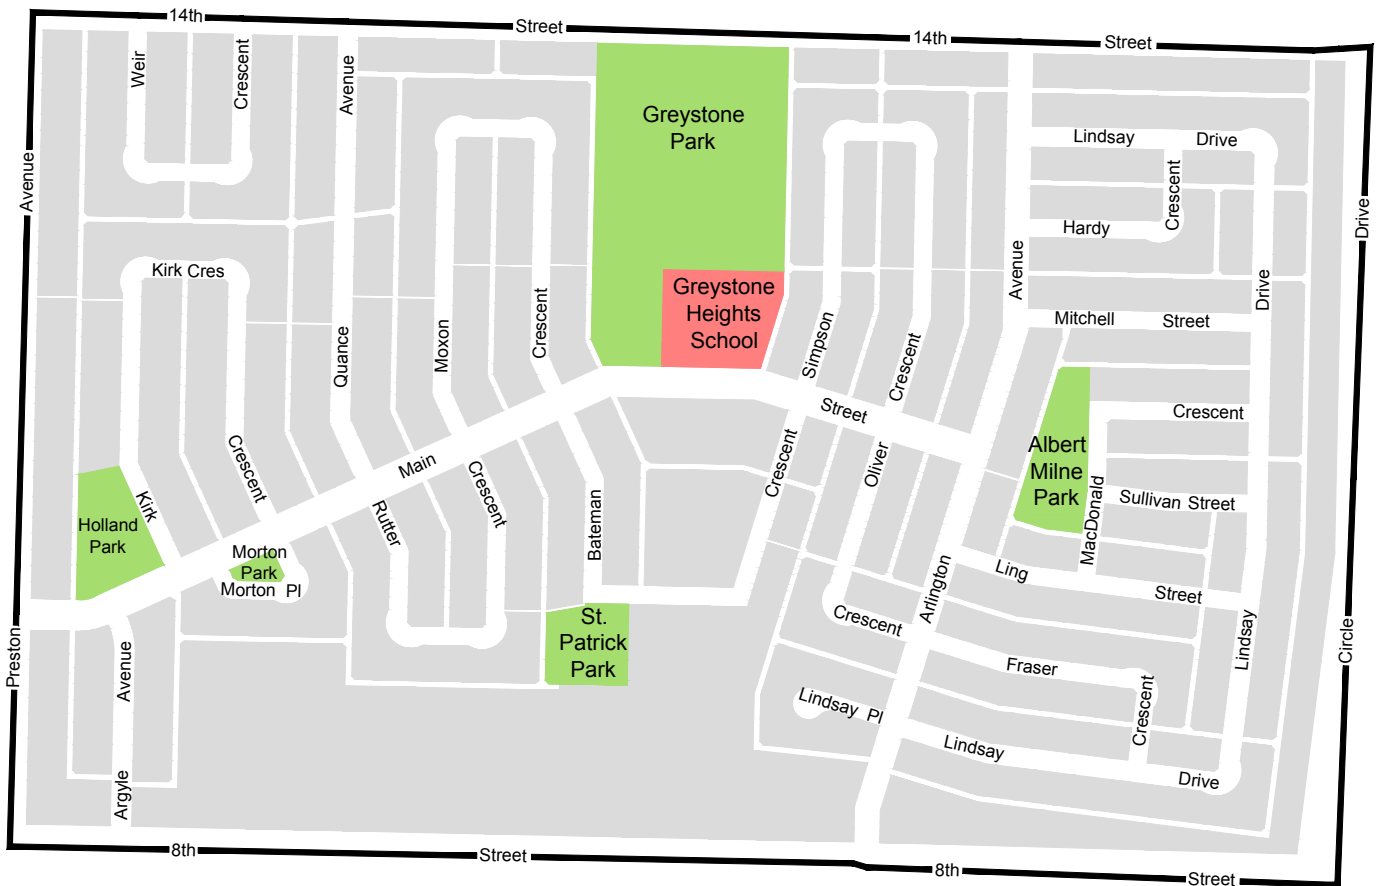 14th
Street
14th
Street
Weir
Crescent
Avenue
Avenue
Greystone
Park
Lindsay
Drive
Crescent
Hardy
Drive
Avenue
Kirk Cres
Greystone
Heights
School
Drive
Mitchell
Street
Quance
Moxon
Crescent
Simpson
Crescent
Street
Crescent
Main
Crescent
Kirk
Holland
Park
Crescent
Rutter
Bateman
Crescent
Oliver
Albert
Milne
Park
MacDonald
Sullivan Street
Morton
Park
Morton Pl
Ling
Street
Arlington
Crescent
St.
Patrick
Park
Fraser
Crescent
Lindsay
Circle
Preston
Avenue
Argyle
Lindsay Pl
Lindsay
Drive
8th
Street
8th
Street